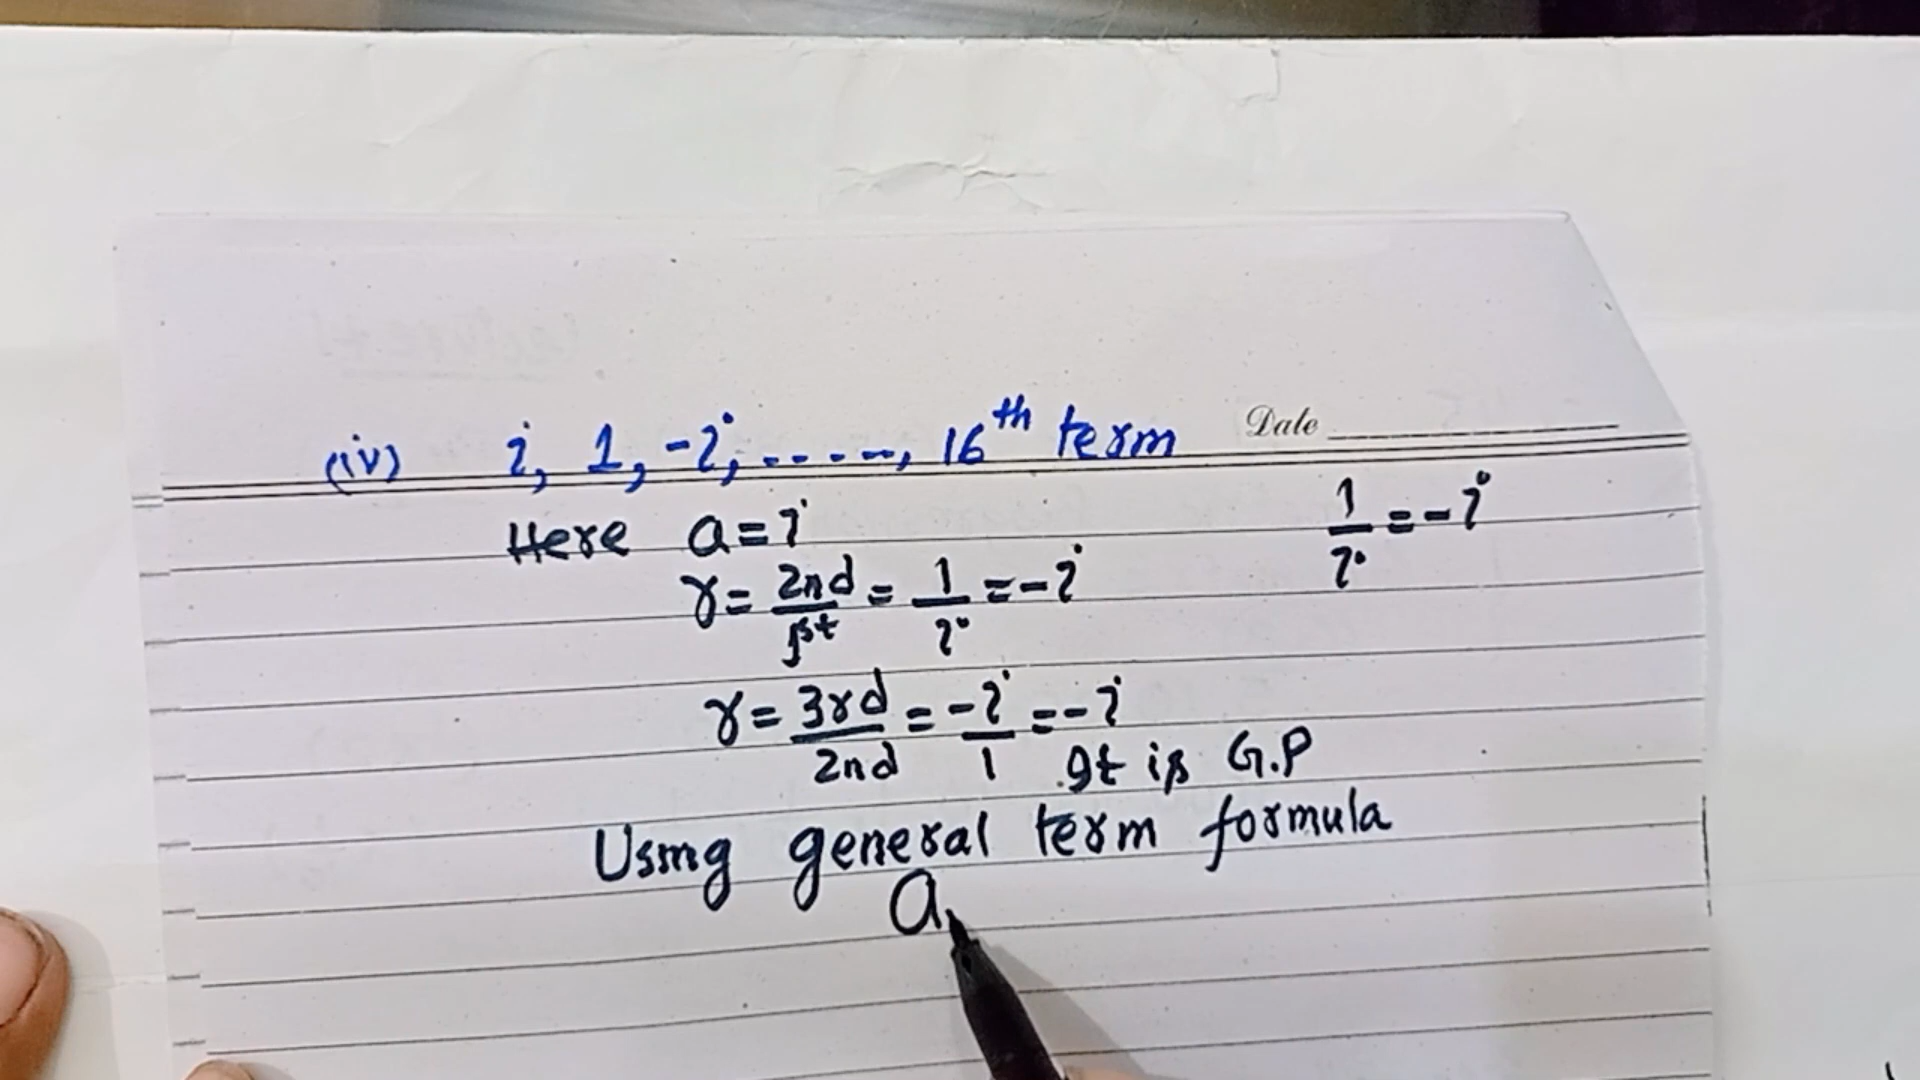 (iv) i, 1, -i, ......, 16th term Date
Here a = i 1/i = -i
r = 2nd/1st = 1/i = -i
r = 3rd/2nd = -i/1 = -i It is G.P
Using general term formula
a